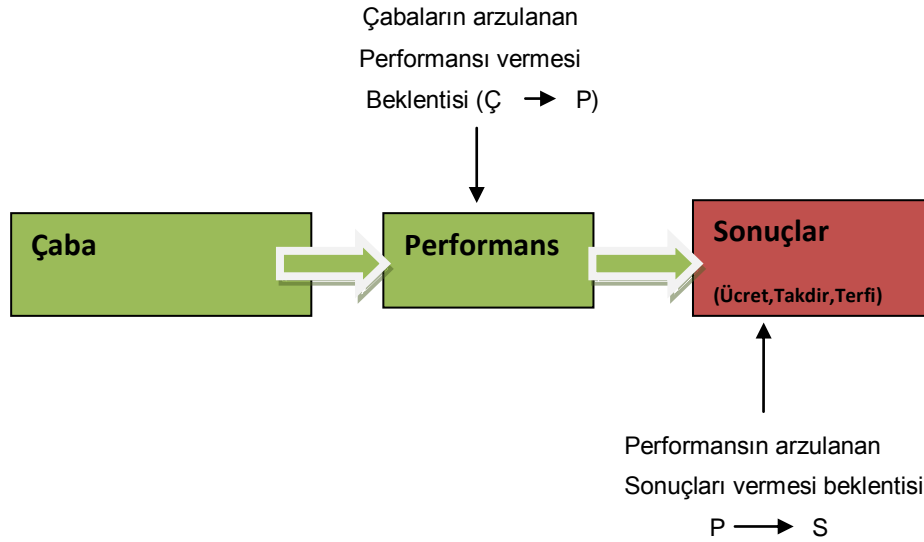 Çabaların arzulanan
Performansı vermesi
Beklentisi (Ç → P)
Çaba
Performans
Sonuçlar
(Ücret,Takdir,Terfi)
Performansın arzulanan
Sonuçları vermesi beklentisi
P → S